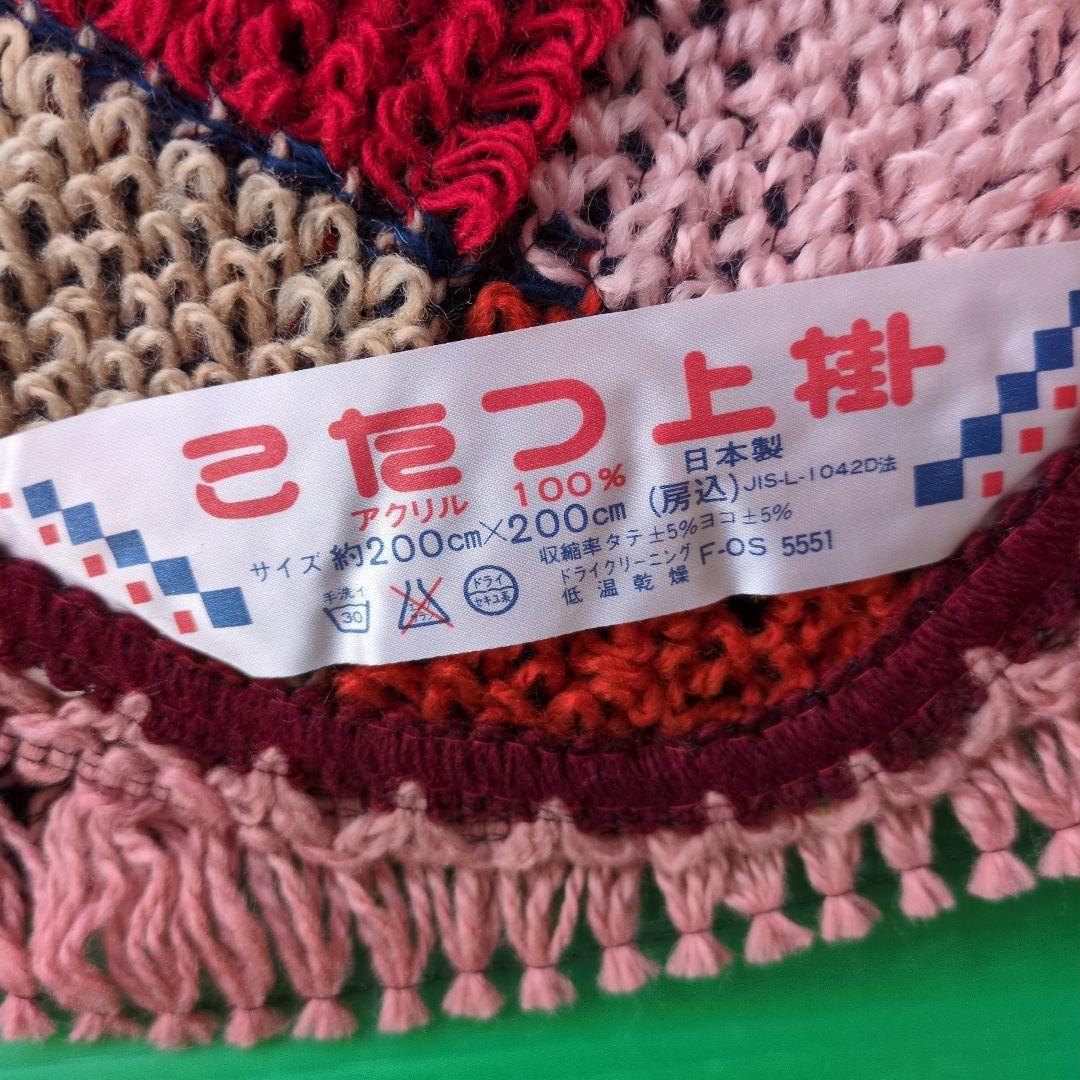 こたつ上掛
アクリル 100% 日本製
サイズ 約200cm×200cm (房込) JIS-L-1042D法
収縮率タテ±5%ヨコ±5%
ドライクリーニング F-OS 5551
低温乾燥
手洗イ 30
ドライ セキユ系